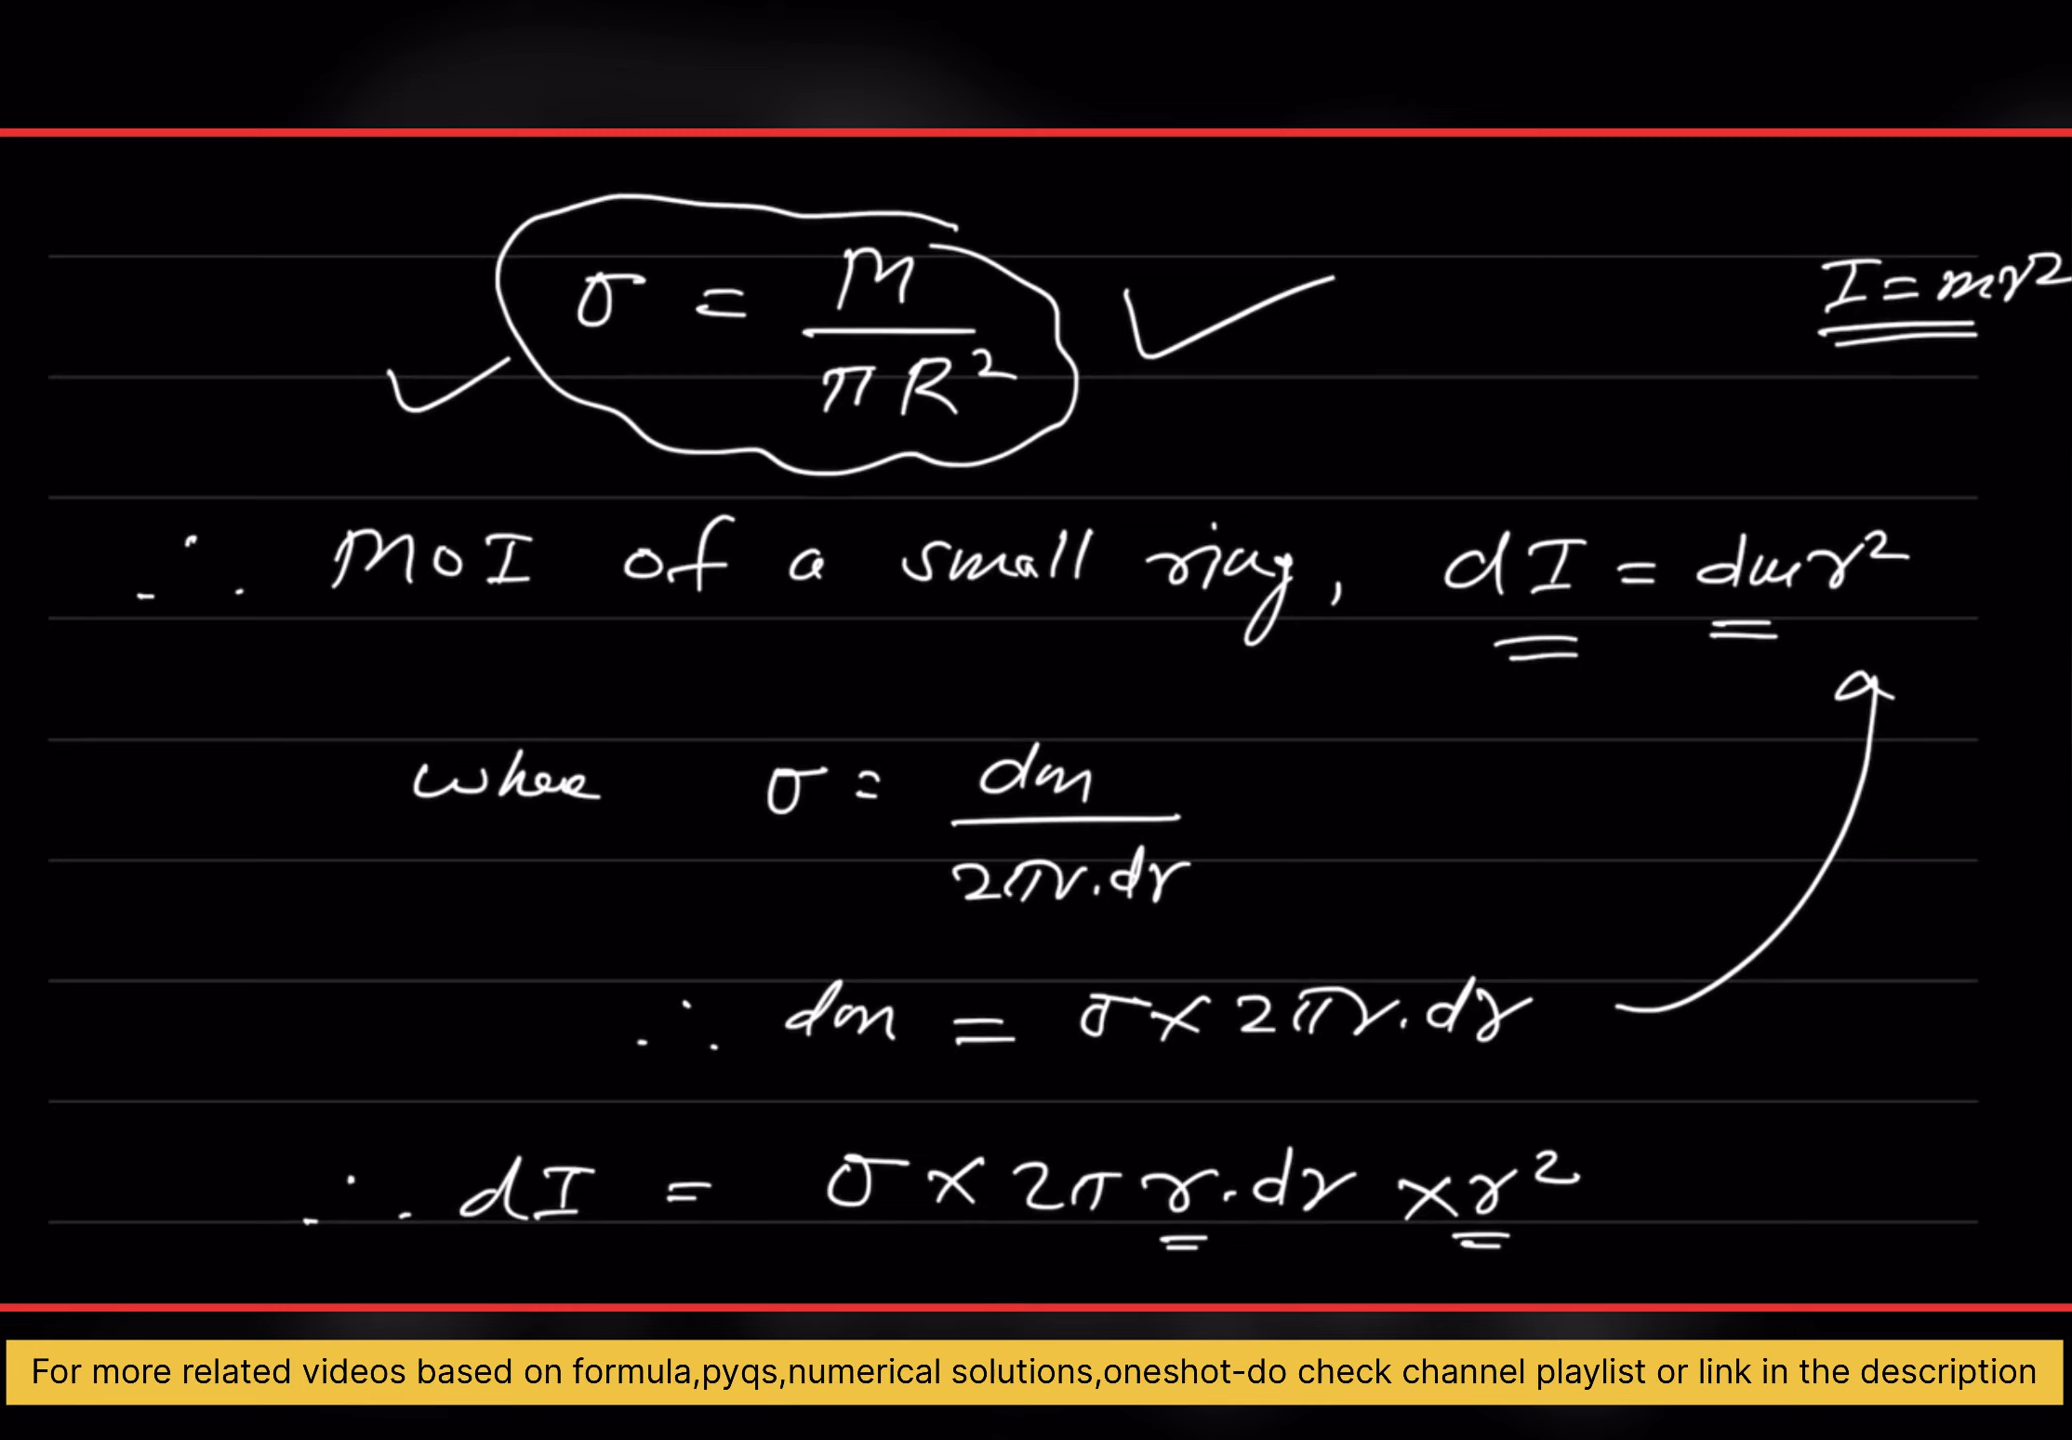 σ = M / πR²
I = mr²
∴ MOI of a small ring, dI = dmr²
where σ = dm / 2πr.dr
∴ dm = σ × 2πr.dr
∴ dI = σ × 2πr.dr × r²
For more related videos based on formula,pyqs,numerical solutions,oneshot-do check channel playlist or link in the description